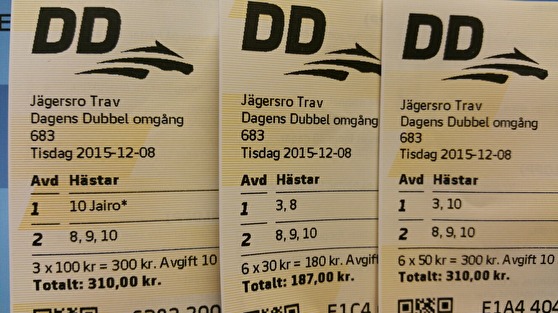 DD
Jägersro Trav
Dagens Dubbel omgång
683
Tisdag 2015-12-08
Avd Hästar
1 10 Jairo*
2 8, 9, 10
3 x 100 kr = 300 kr. Avgift 10
Totalt: 310,00 kr.
DD
Jägersro Trav
Dagens Dubbel omgång
683
Tisdag 2015-12-08
Avd Hästar
1 3, 8
2 8, 9, 10
6 x 30 kr = 180 kr. Avgift
Totalt: 187,00 kr.
E1C4
DD
Jägersro Trav
Dagens Dubbel omgång
683
Tisdag 2015-12-08
Avd Hästar
1 3, 10
2 8, 9, 10
6 x 50 kr = 300 kr. Avgift 10
Totalt: 310,00 kr.
E1A4 404